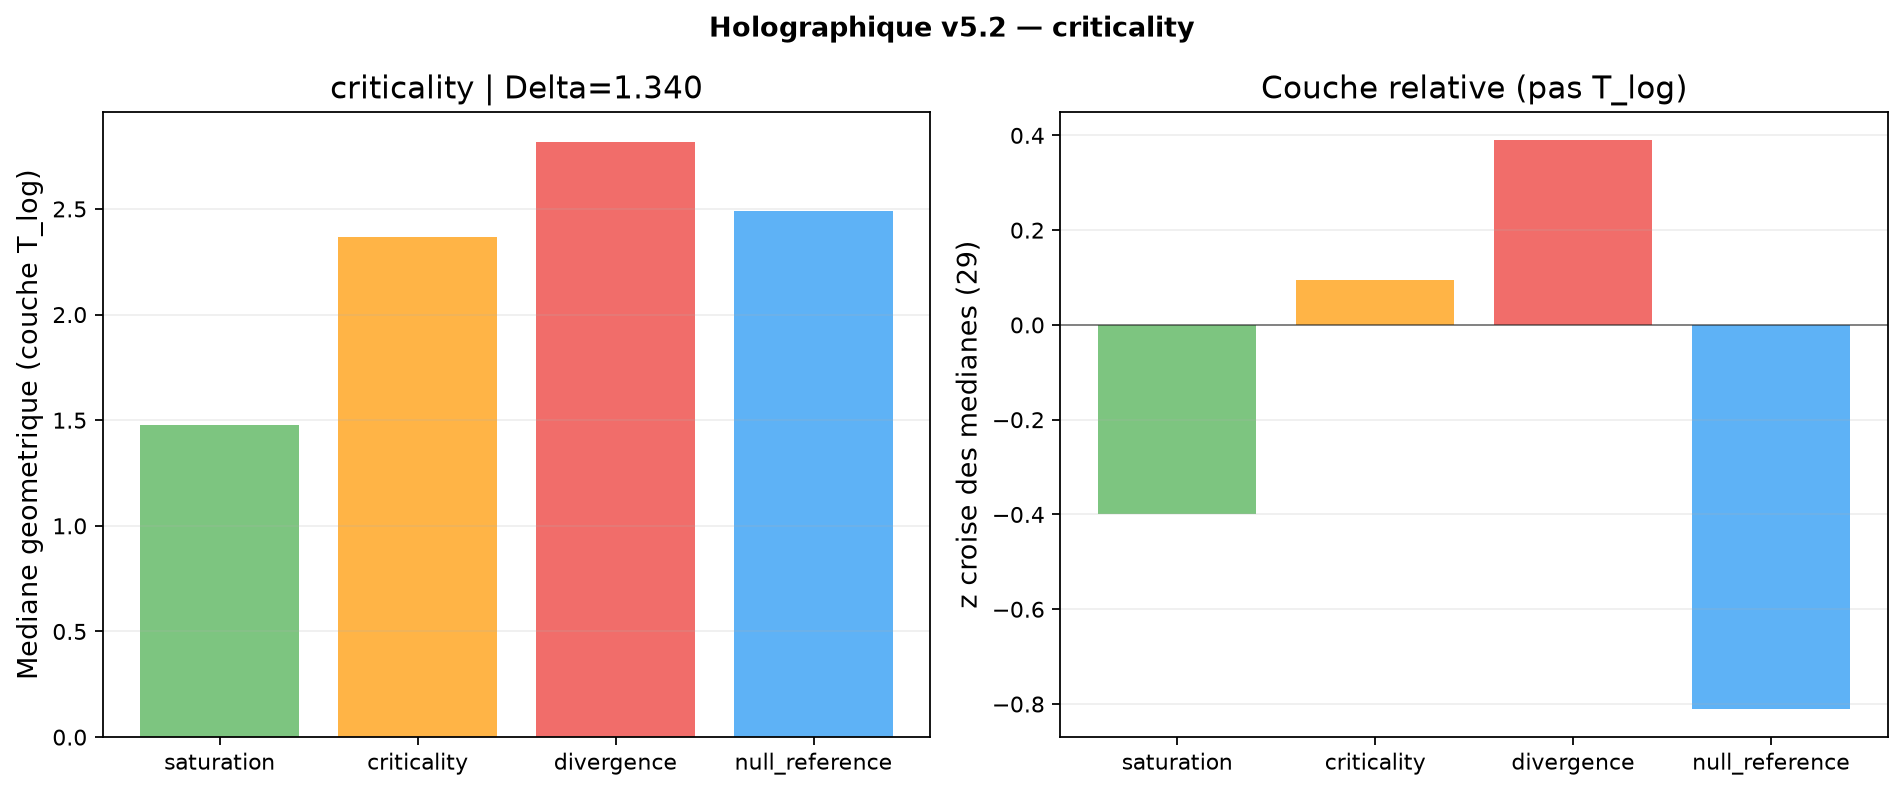 Holographique v5.2 — criticality
criticality | Delta=1.340
Mediane geometrique (couche T_log)
2.5
2.0
1.5
1.0
0.5
0.0
saturation
criticality
divergence
null_reference
Couche relative (pas T_log)
z croise des medianes (29)
0.4
0.2
0.0
−0.2
−0.4
−0.6
−0.8
saturation
criticality
divergence
null_reference